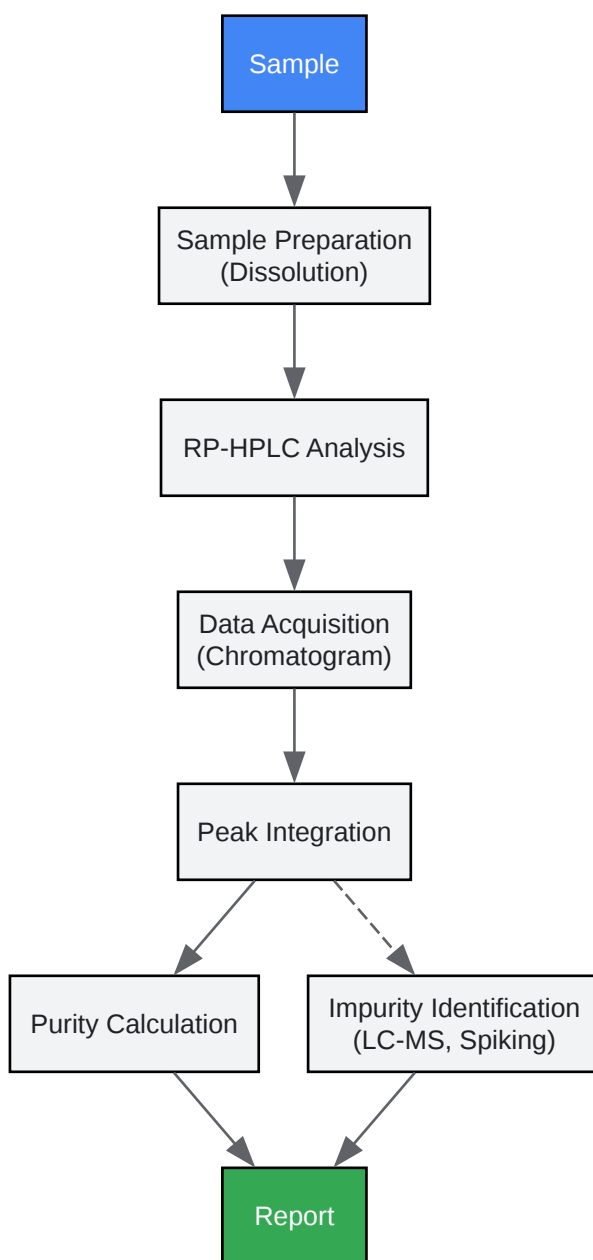 Sample
Sample Preparation
(Dissolution)
RP-HPLC Analysis
Data Acquisition
(Chromatogram)
Peak Integration
Purity Calculation
Impurity Identification
(LC-MS, Spiking)
Report